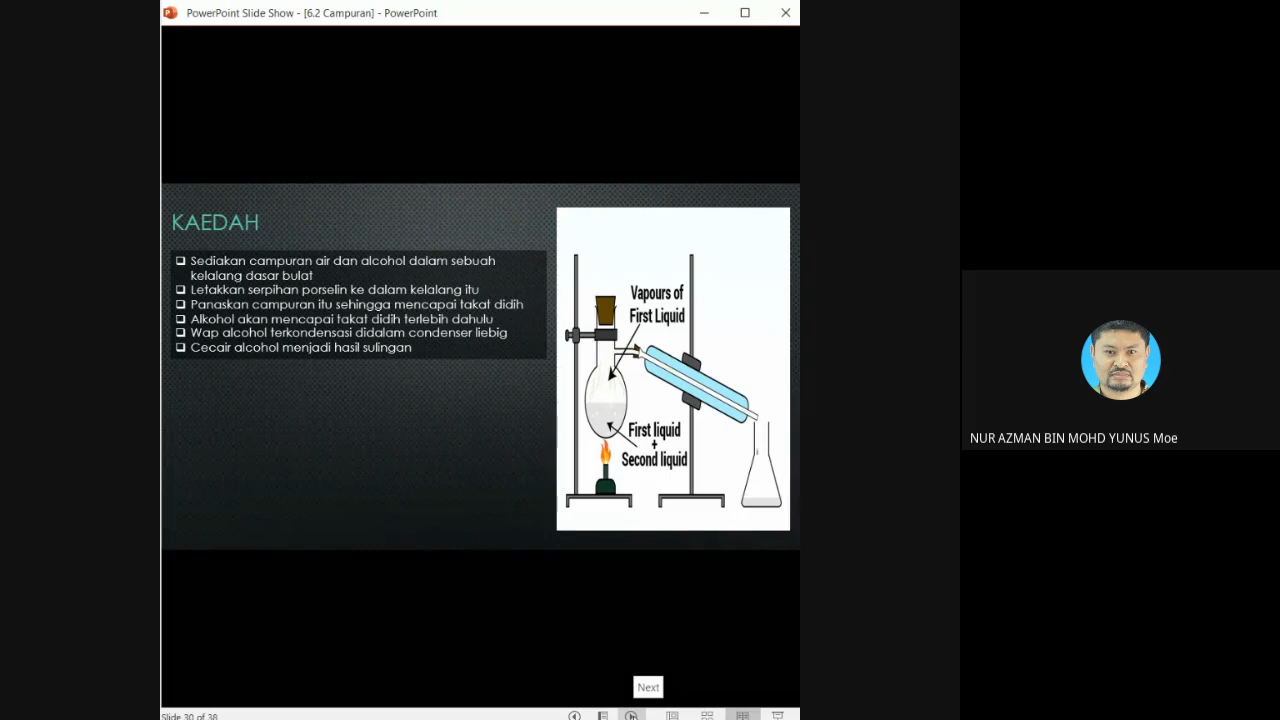 PowerPoint Slide Show - [6.2 Campuran] - PowerPoint
KAEDAH
Sediakan campuran air dan alcohol dalam sebuah
kelalang dasar bulat
Letakkan serpihan porselin ke dalam kelalang itu
Panaskan campuran itu sehingga mencapai takat didih
Alkohol akan mencapai takat didih terlebih dahulu
Wap alcohol terkondensasi didalam condenser liebig
Cecair alcohol menjadi hasil sulingan
Vapours of
First Liquid
First liquid
+
Second liquid
NUR AZMAN BIN MOHD YUNUS Moe
Next
Slide 30 of 38